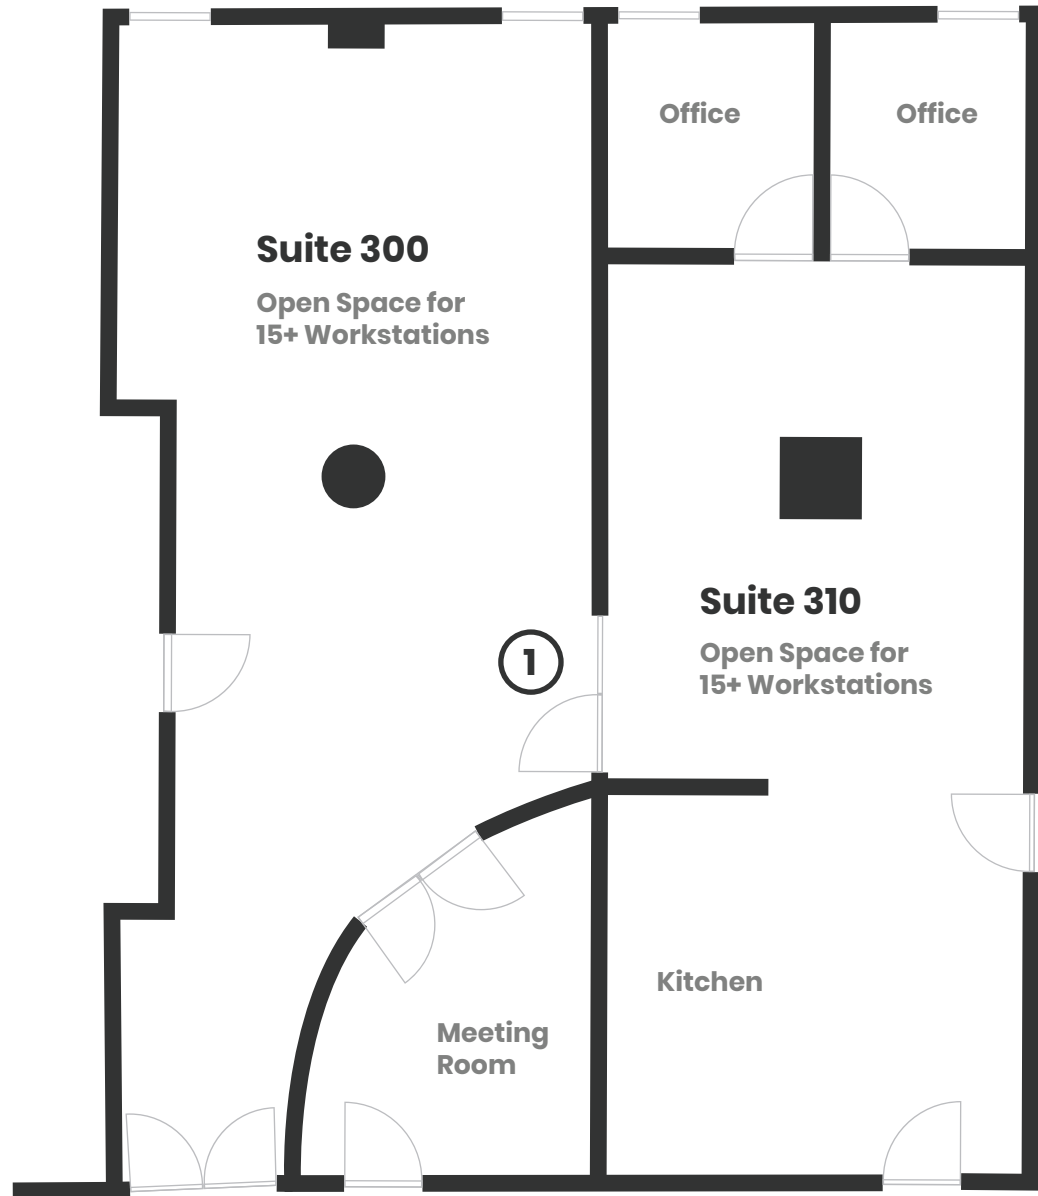 Office
Office
Suite 300
Open Space for
15+ Workstations
Suite 310
Open Space for
15+ Workstations
1
Kitchen
Meeting
Room